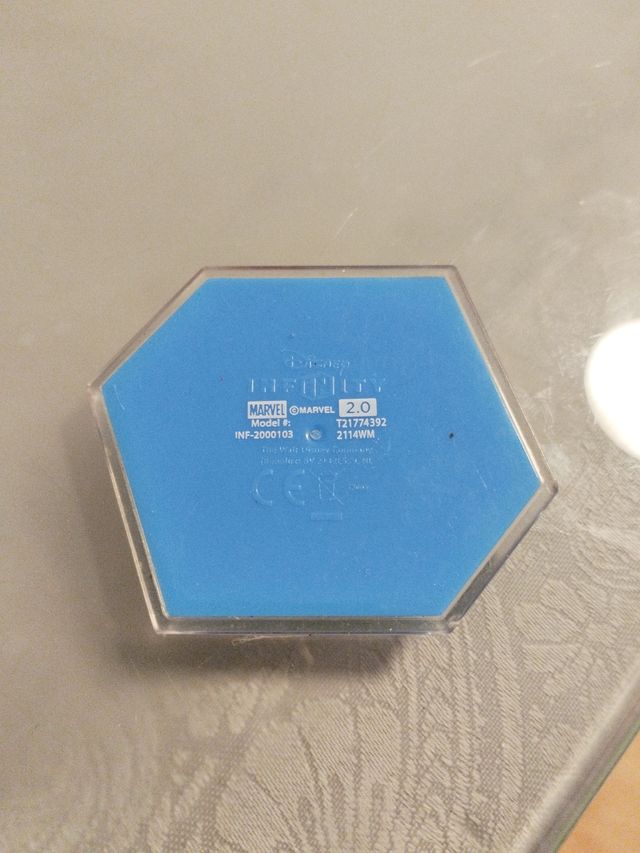 Disney
INFINITY
MARVEL ©MARVEL 2.0
Model #: T21774392
INF-2000103 2114WM
The Walt Disney Company
CE